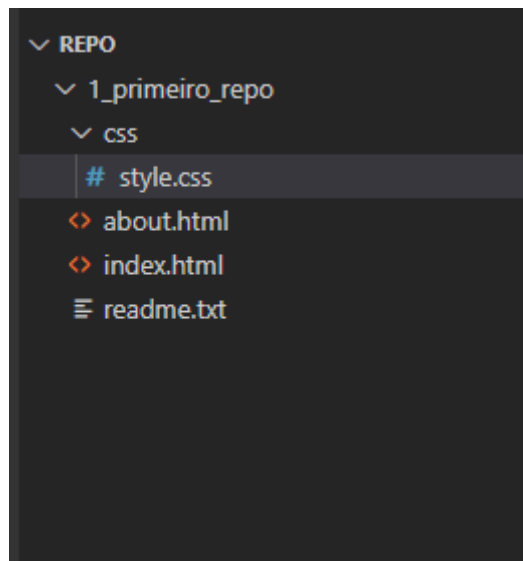 REPO
1_primeiro_repo
css
# style.css
<> about.html
<> index.html
readme.txt